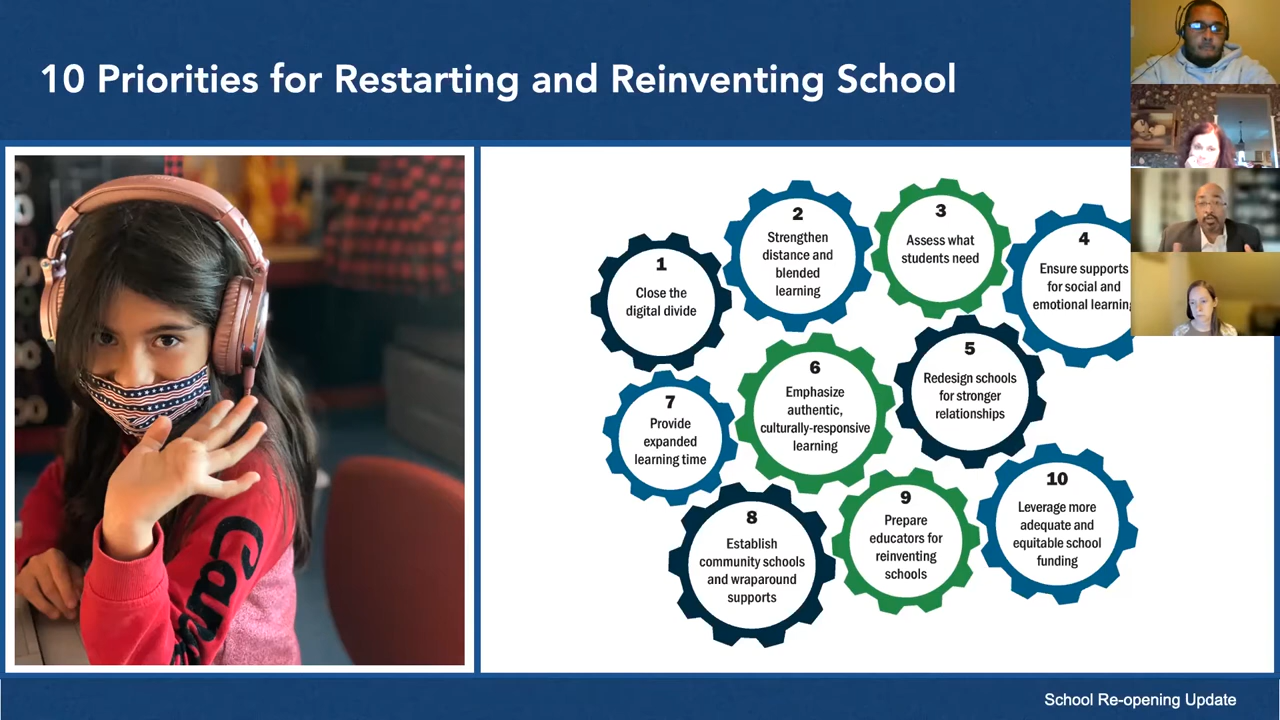 10 Priorities for Restarting and Reinventing School
1
Close the
digital divide
2
Strengthen
distance and
blended
learning
3
Assess what
students need
4
Ensure supports
for social and
emotional learning
5
Redesign schools
for stronger
relationships
6
Emphasize
authentic,
culturally-responsive
learning
7
Provide
expanded
learning time
8
Establish
community schools
and wraparound
supports
9
Prepare
educators for
reinventing
schools
10
Leverage more
adequate and
equitable school
funding
School Re-opening Update